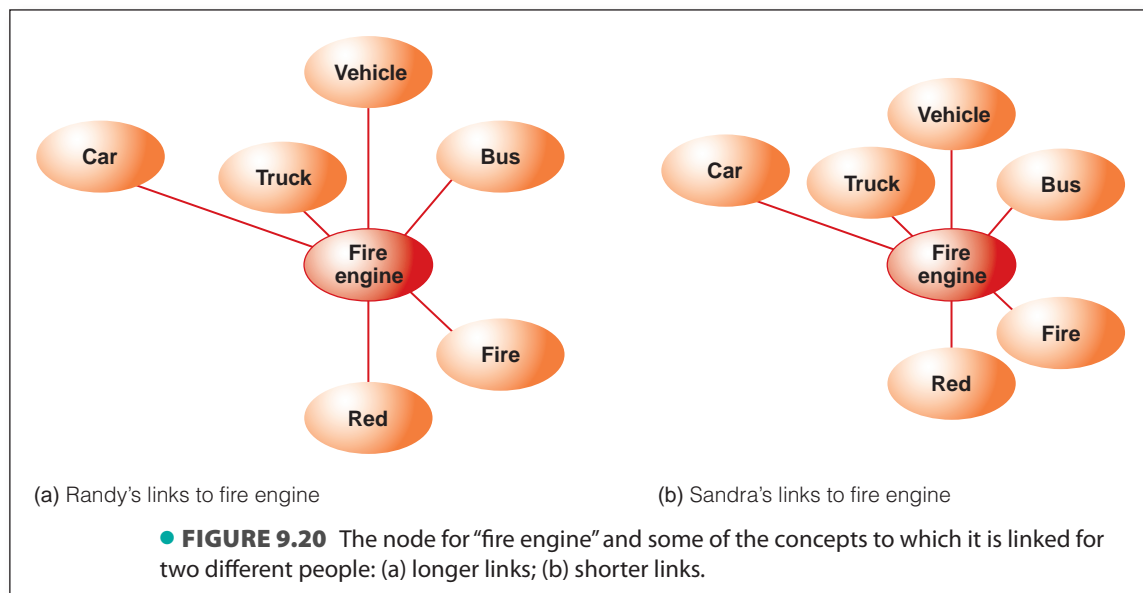 Vehicle
Car
Truck
Bus
Fire
engine
Fire
Red
(a) Randy's links to fire engine
Vehicle
Car
Truck
Bus
Fire
engine
Fire
Red
(b) Sandra's links to fire engine
● FIGURE 9.20 The node for “fire engine” and some of the concepts to which it is linked for
two different people: (a) longer links; (b) shorter links.